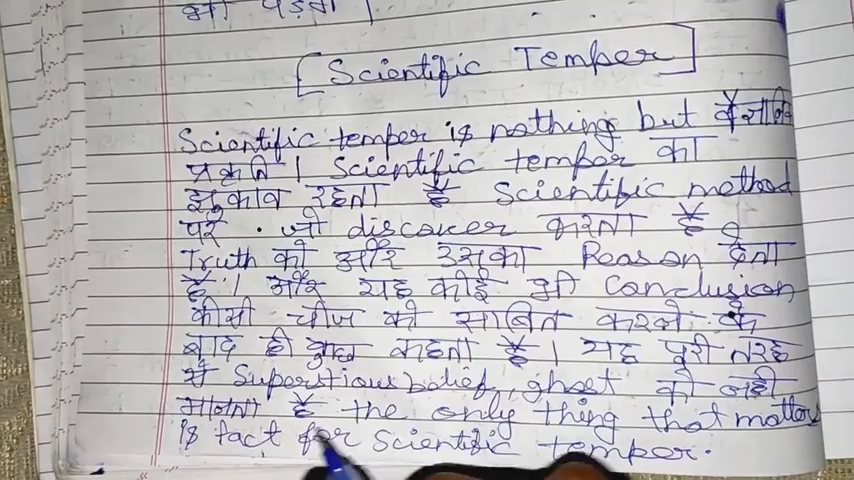 भी पड़ता ।
[Scientific Temper]
Scientific temper is nothing but वैज्ञानिक
प्रकृति । Scientific temper का
झुकाव रहता है Scientific method
पर . जो discover करता है
Truth को और उसका Reason देता
है । और यह कोई भी Conclusion
कीसी चीज को साबित करने के
बाद ही कुछ कहता है । यह पूरी तरह
से Superstious belief, ghost को नही
मानता है the only thing that matters
is fact for scientific temper.